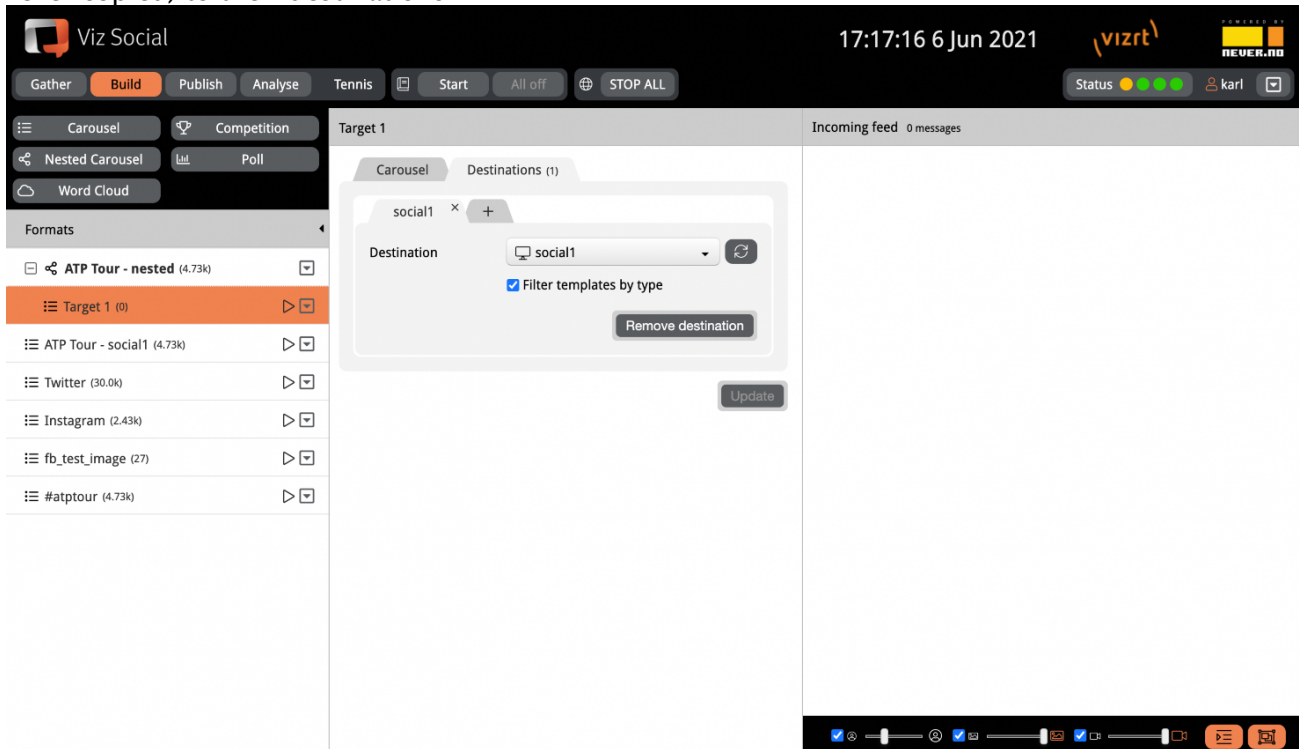 Viz Social
17:17:16 6 Jun 2021
vizrt
POWERED BY
never.no
Gather Build Publish Analyse Tennis Start All off STOP ALL
Status karl
Carousel Competition
Nested Carousel Poll
Word Cloud
Target 1
Incoming feed 0 messages
Formats
ATP Tour - nested (4.73k)
Target 1 (0)
ATP Tour - social1 (4.73k)
Twitter (30.0k)
Instagram (2.43k)
fb_test_image (27)
#atptour (4.73k)
Carousel Destinations (1)
social1 × +
Destination social1
Filter templates by type
Remove destination
Update